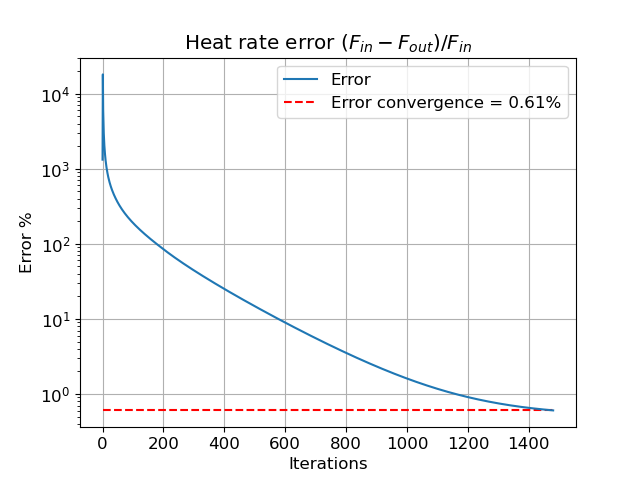 Heat rate error (F_in − F_out)/F_in
Error
Error convergence = 0.61%
Error %
10^4
10^3
10^2
10^1
10^0
0 200 400 600 800 1000 1200 1400
Iterations